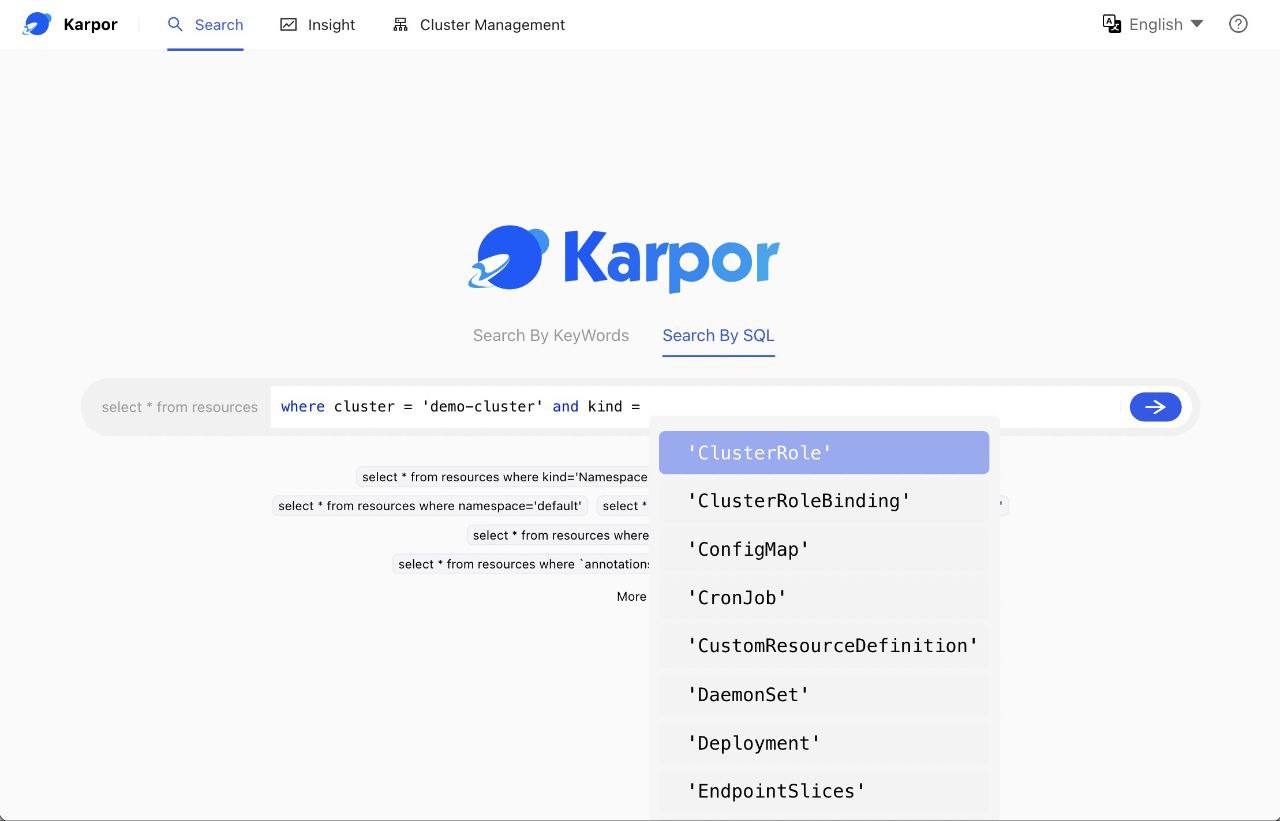 Karpor Search Insight Cluster Management English
Karpor
Search By KeyWords Search By SQL
select * from resources where cluster = 'demo-cluster' and kind =
'ClusterRole'
select * from resources where kind='Namespace
'ClusterRoleBinding'
select * from resources where namespace='default' select * '
select * from resources where
'ConfigMap'
select * from resources where `annotations
More
'CronJob'
'CustomResourceDefinition'
'DaemonSet'
'Deployment'
'EndpointSlices'